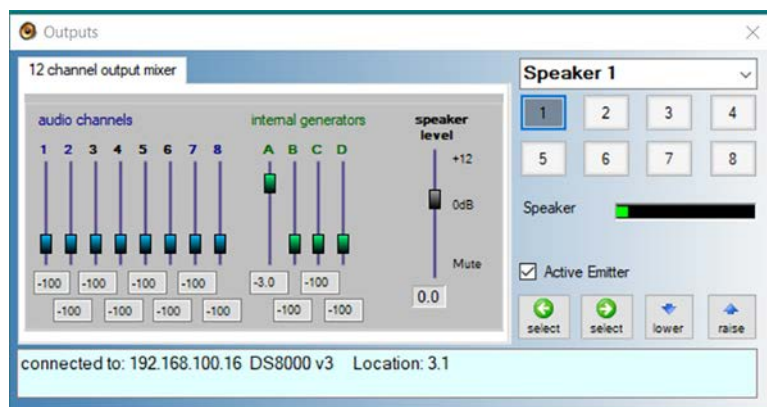 Outputs
12 channel output mixer
audio channels
1 2 3 4 5 6 7 8
-100 -100 -100 -100
-100 -100 -100 -100
internal generators
A B C D
-3.0 -100
-100 -100
speaker
level
+12
0dB
Mute
0.0
Speaker 1
1 2 3 4
5 6 7 8
Speaker
Active Emitter
select select lower raise
connected to: 192.168.100.16 DS8000 v3 Location: 3.1